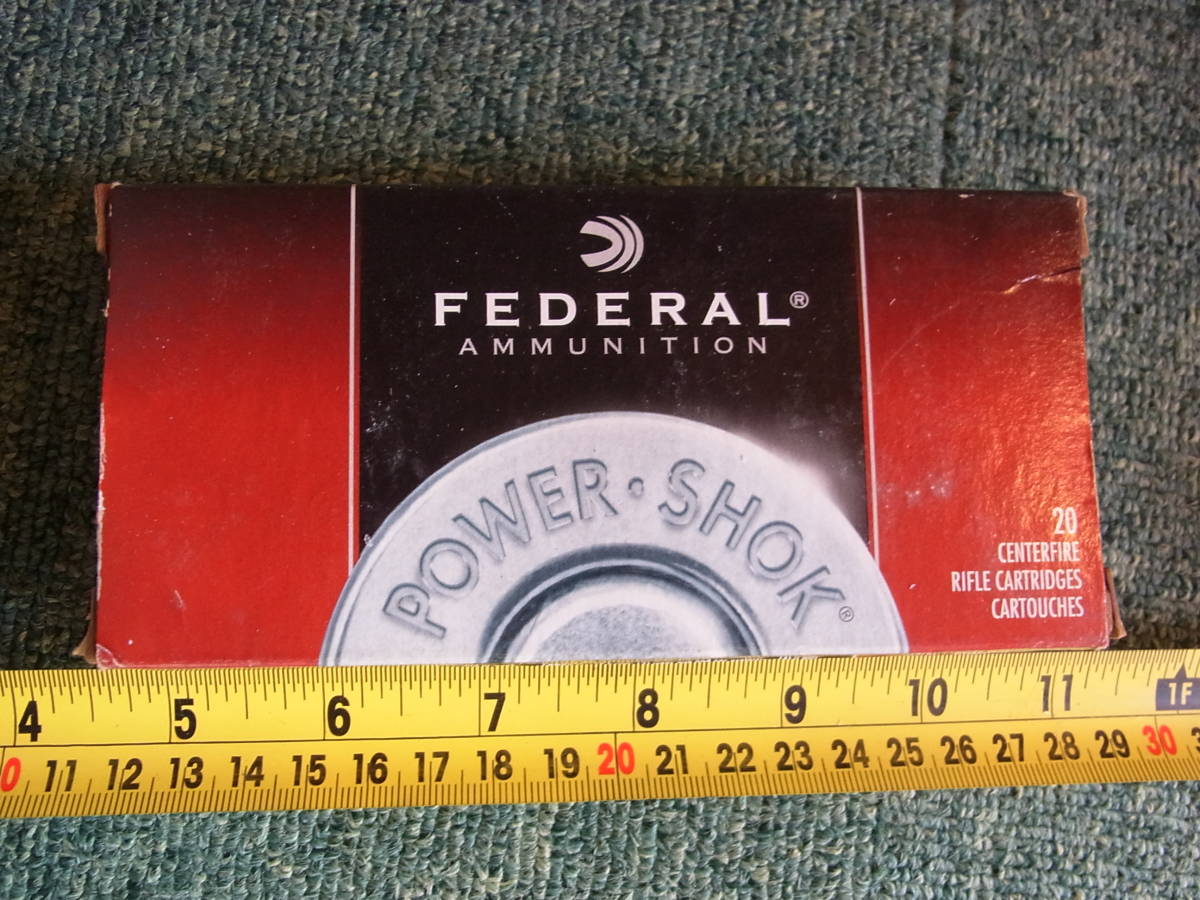 FEDERAL®
AMMUNITION
POWER·SHOK®
20
CENTERFIRE
RIFLE CARTRIDGES
CARTOUCHES
4 5 6 7 8 9 10 11 1F
0 11 12 13 14 15 16 17 18 19 20 21 22 23 24 25 26 27 28 29 30 3